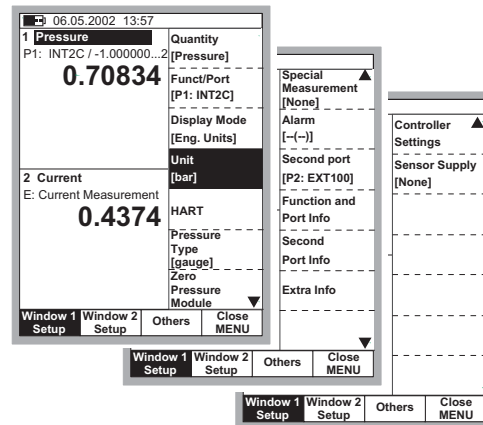 06.05.2002 13:57
1 Pressure
P1: INT2C / -1.000000...2
0.70834
2 Current
E: Current Measurement
0.4374
Quantity
[Pressure]
Funct/Port
[P1: INT2C]
Display Mode
[Eng. Units]
Unit
[bar]
HART
Pressure
Type
[gauge]
Zero
Pressure
Module
Window 1 Setup
Window 2 Setup
Others
Close MENU
Special
Measurement
[None]
Alarm
[--(--)]
Second port
[P2: EXT100]
Function and
Port Info
Second
Port Info
Extra Info
Window 1 Setup
Window 2 Setup
Others
Close MENU
Controller
Settings
Sensor Supply
[None]
Window 1 Setup
Window 2 Setup
Others
Close MENU